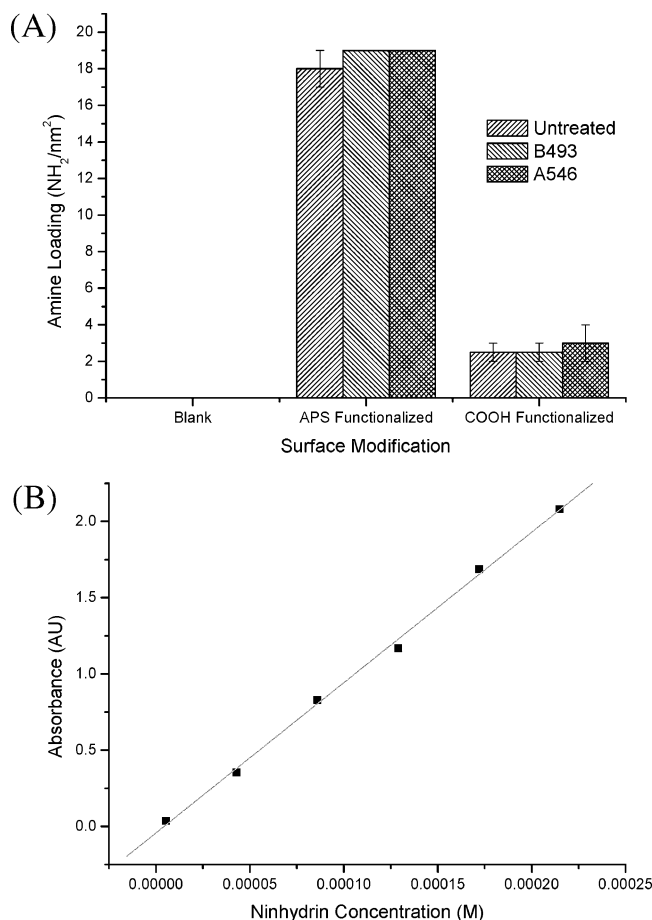 (A)
20
18
16
14
12
10
8
6
4
2
0
Amine Loading (NH2/nm2)
Untreated
B493
A546
Blank APS Functionalized COOH Functionalized
Surface Modification
(B)
2.0
1.5
1.0
0.5
0.0
Absorbance (AU)
0.00000 0.00005 0.00010 0.00015 0.00020 0.00025
Ninhydrin Concentration (M)